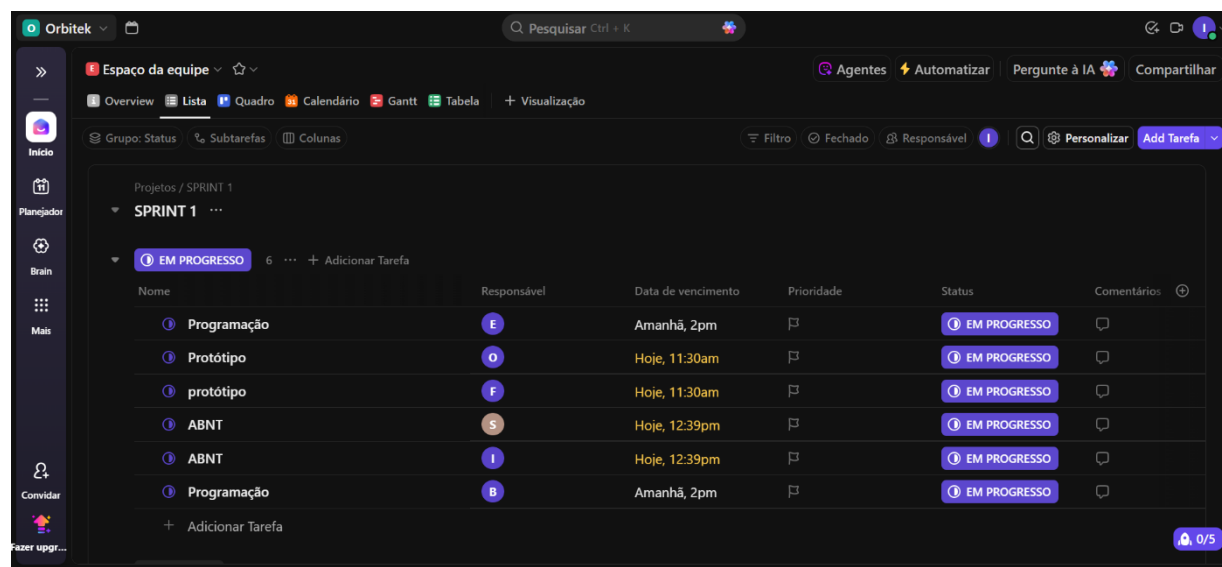 O Orbitek Pesquisar Ctrl + K I
E Espaço da equipe Agentes Automatizar Pergunte à IA Compartilhar
Overview Lista Quadro 31 Calendário Gantt Tabela + Visualização
Grupo: Status Subtarefas Colunas Filtro Fechado Responsável I Personalizar Add Tarefa
Início
11
Planejador
Brain
Mais
Convidar
Fazer upgr...
Projetos / SPRINT 1
SPRINT 1 ...
EM PROGRESSO 6 ... + Adicionar Tarefa
Nome Responsável Data de vencimento Prioridade Status Comentários
Programação E Amanhã, 2pm EM PROGRESSO
Protótipo O Hoje, 11:30am EM PROGRESSO
protótipo F Hoje, 11:30am EM PROGRESSO
ABNT S Hoje, 12:39pm EM PROGRESSO
ABNT I Hoje, 12:39pm EM PROGRESSO
Programação B Amanhã, 2pm EM PROGRESSO
+ Adicionar Tarefa
0/5